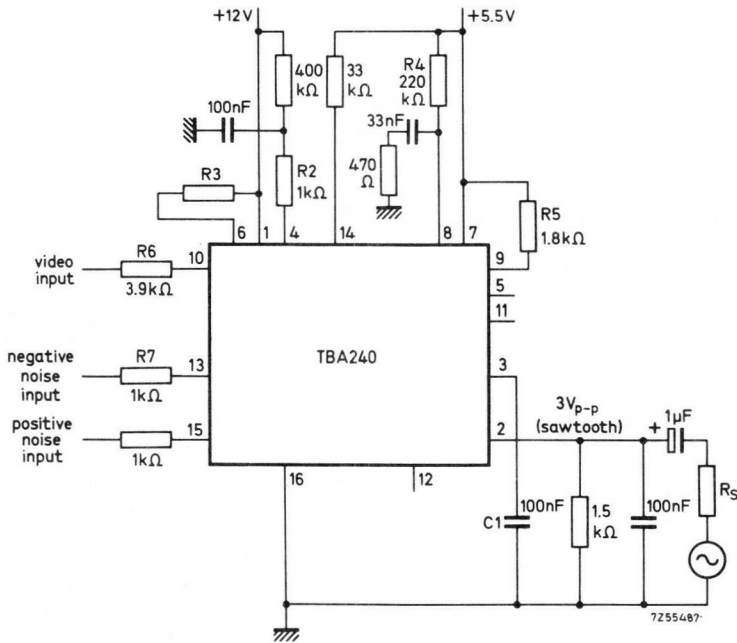 +12V
+5.5V
400
kΩ
33
kΩ
R4
220
kΩ
100nF
33nF
R3
R2
1kΩ
470
Ω
R5
1.8kΩ
6
1
4
14
8
7
video
input
R6
3.9kΩ
10
9
5
11
TBA240
negative
noise
input
R7
1kΩ
13
3
positive
noise
input
1kΩ
15
2
3Vp-p
(sawtooth)
+
1µF
16
12
C1
100nF
1.5
kΩ
100nF
RS
7Z55487